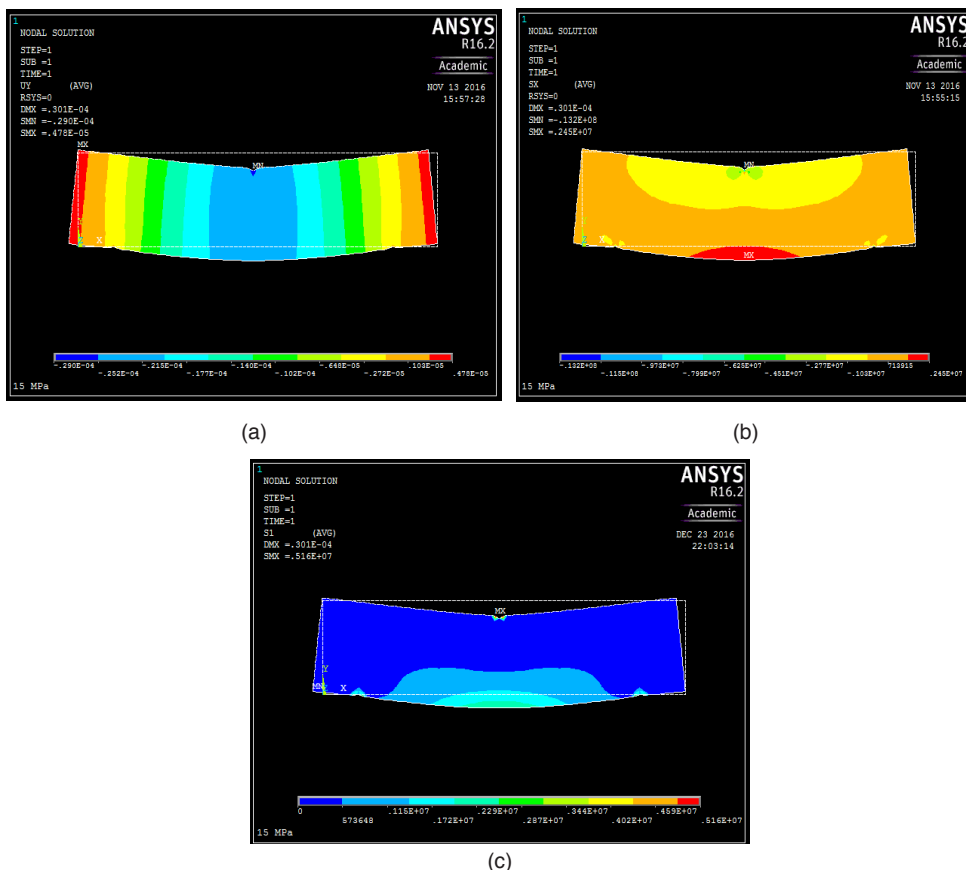 1
NODAL SOLUTION
STEP=1
SUB =1
TIME=1
UY (AVG)
RSYS=0
DMX =.301E-04
SMN =-.290E-04
SMX =.478E-05
ANSYS
R16.2
Academic
NOV 13 2016
15:57:28
MX
MN
Y
Z X
-.290E-04 -.215E-04 -.140E-04 -.648E-05 .103E-05
-.252E-04 -.177E-04 -.102E-04 -.272E-05 .478E-05
15 MPa
(a)
1
NODAL SOLUTION
STEP=1
SUB =1
TIME=1
SX (AVG)
RSYS=0
DMX =.301E-04
SMN =-.132E+08
SMX =.245E+07
ANSYS
R16.2
Academic
NOV 13 2016
15:55:15
MN
Z X
MX
-.132E+08 -.973E+07 -.625E+07 -.277E+07 713915
-.115E+08 -.799E+07 -.451E+07 -.103E+07 .245E+07
15 MPa
(b)
1
NODAL SOLUTION
STEP=1
SUB =1
TIME=1
S1 (AVG)
DMX =.301E-04
SMX =.516E+07
ANSYS
R16.2
Academic
DEC 23 2016
22:03:14
MX
Y
MN X
0 .115E+07 .229E+07 .344E+07 .459E+07
573648 .172E+07 .287E+07 .402E+07 .516E+07
15 MPa
(c)